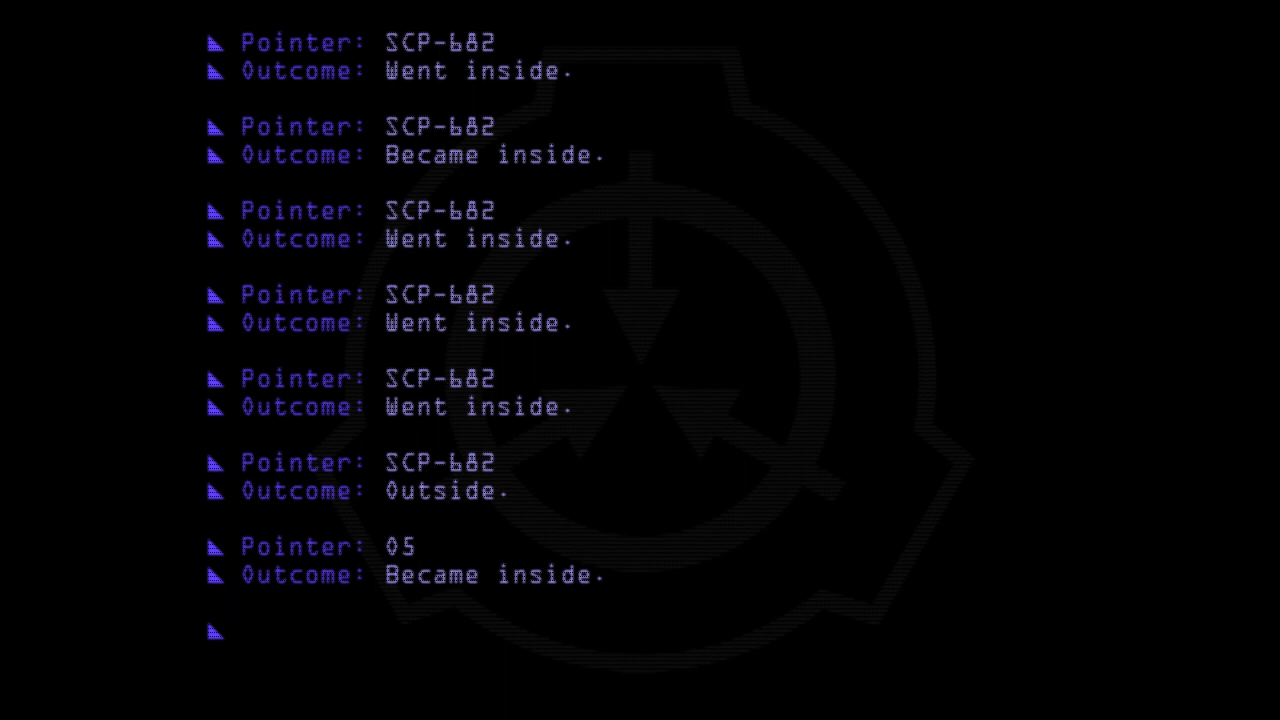 Pointer: SCP-682
Outcome: Went inside.
Pointer: SCP-682
Outcome: Became inside.
Pointer: SCP-682
Outcome: Went inside.
Pointer: SCP-682
Outcome: Went inside.
Pointer: SCP-682
Outcome: Went inside.
Pointer: SCP-682
Outcome: Outside.
Pointer: O5
Outcome: Became inside.